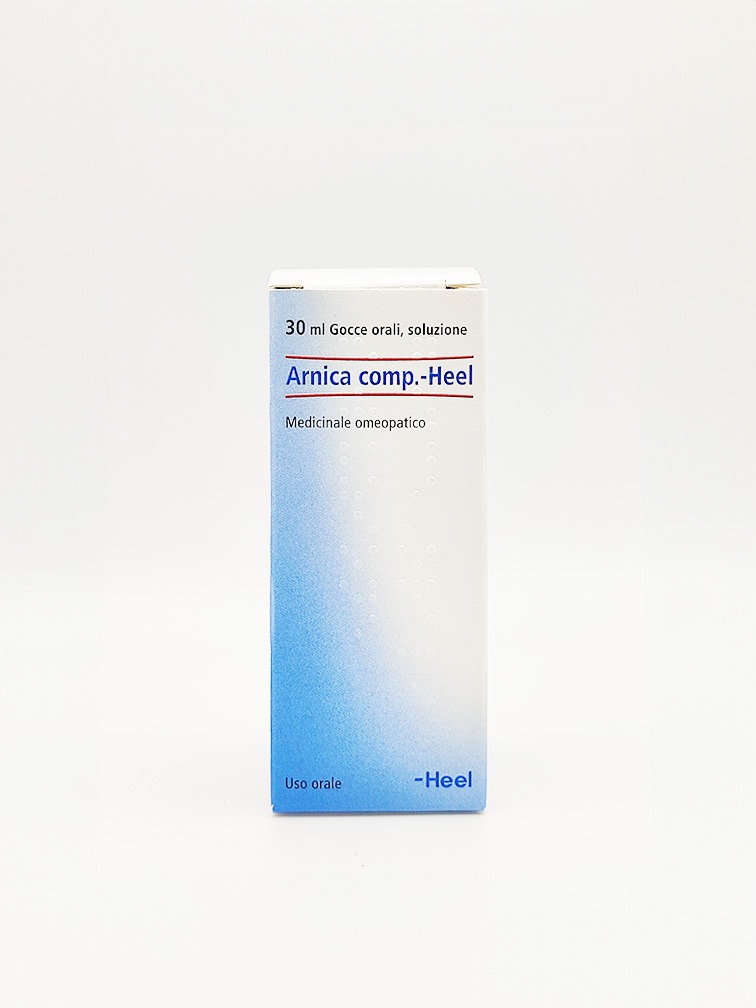 30 ml Gocce orali, soluzione
Arnica comp.-Heel
Medicinale omeopatico
Uso orale
-Heel